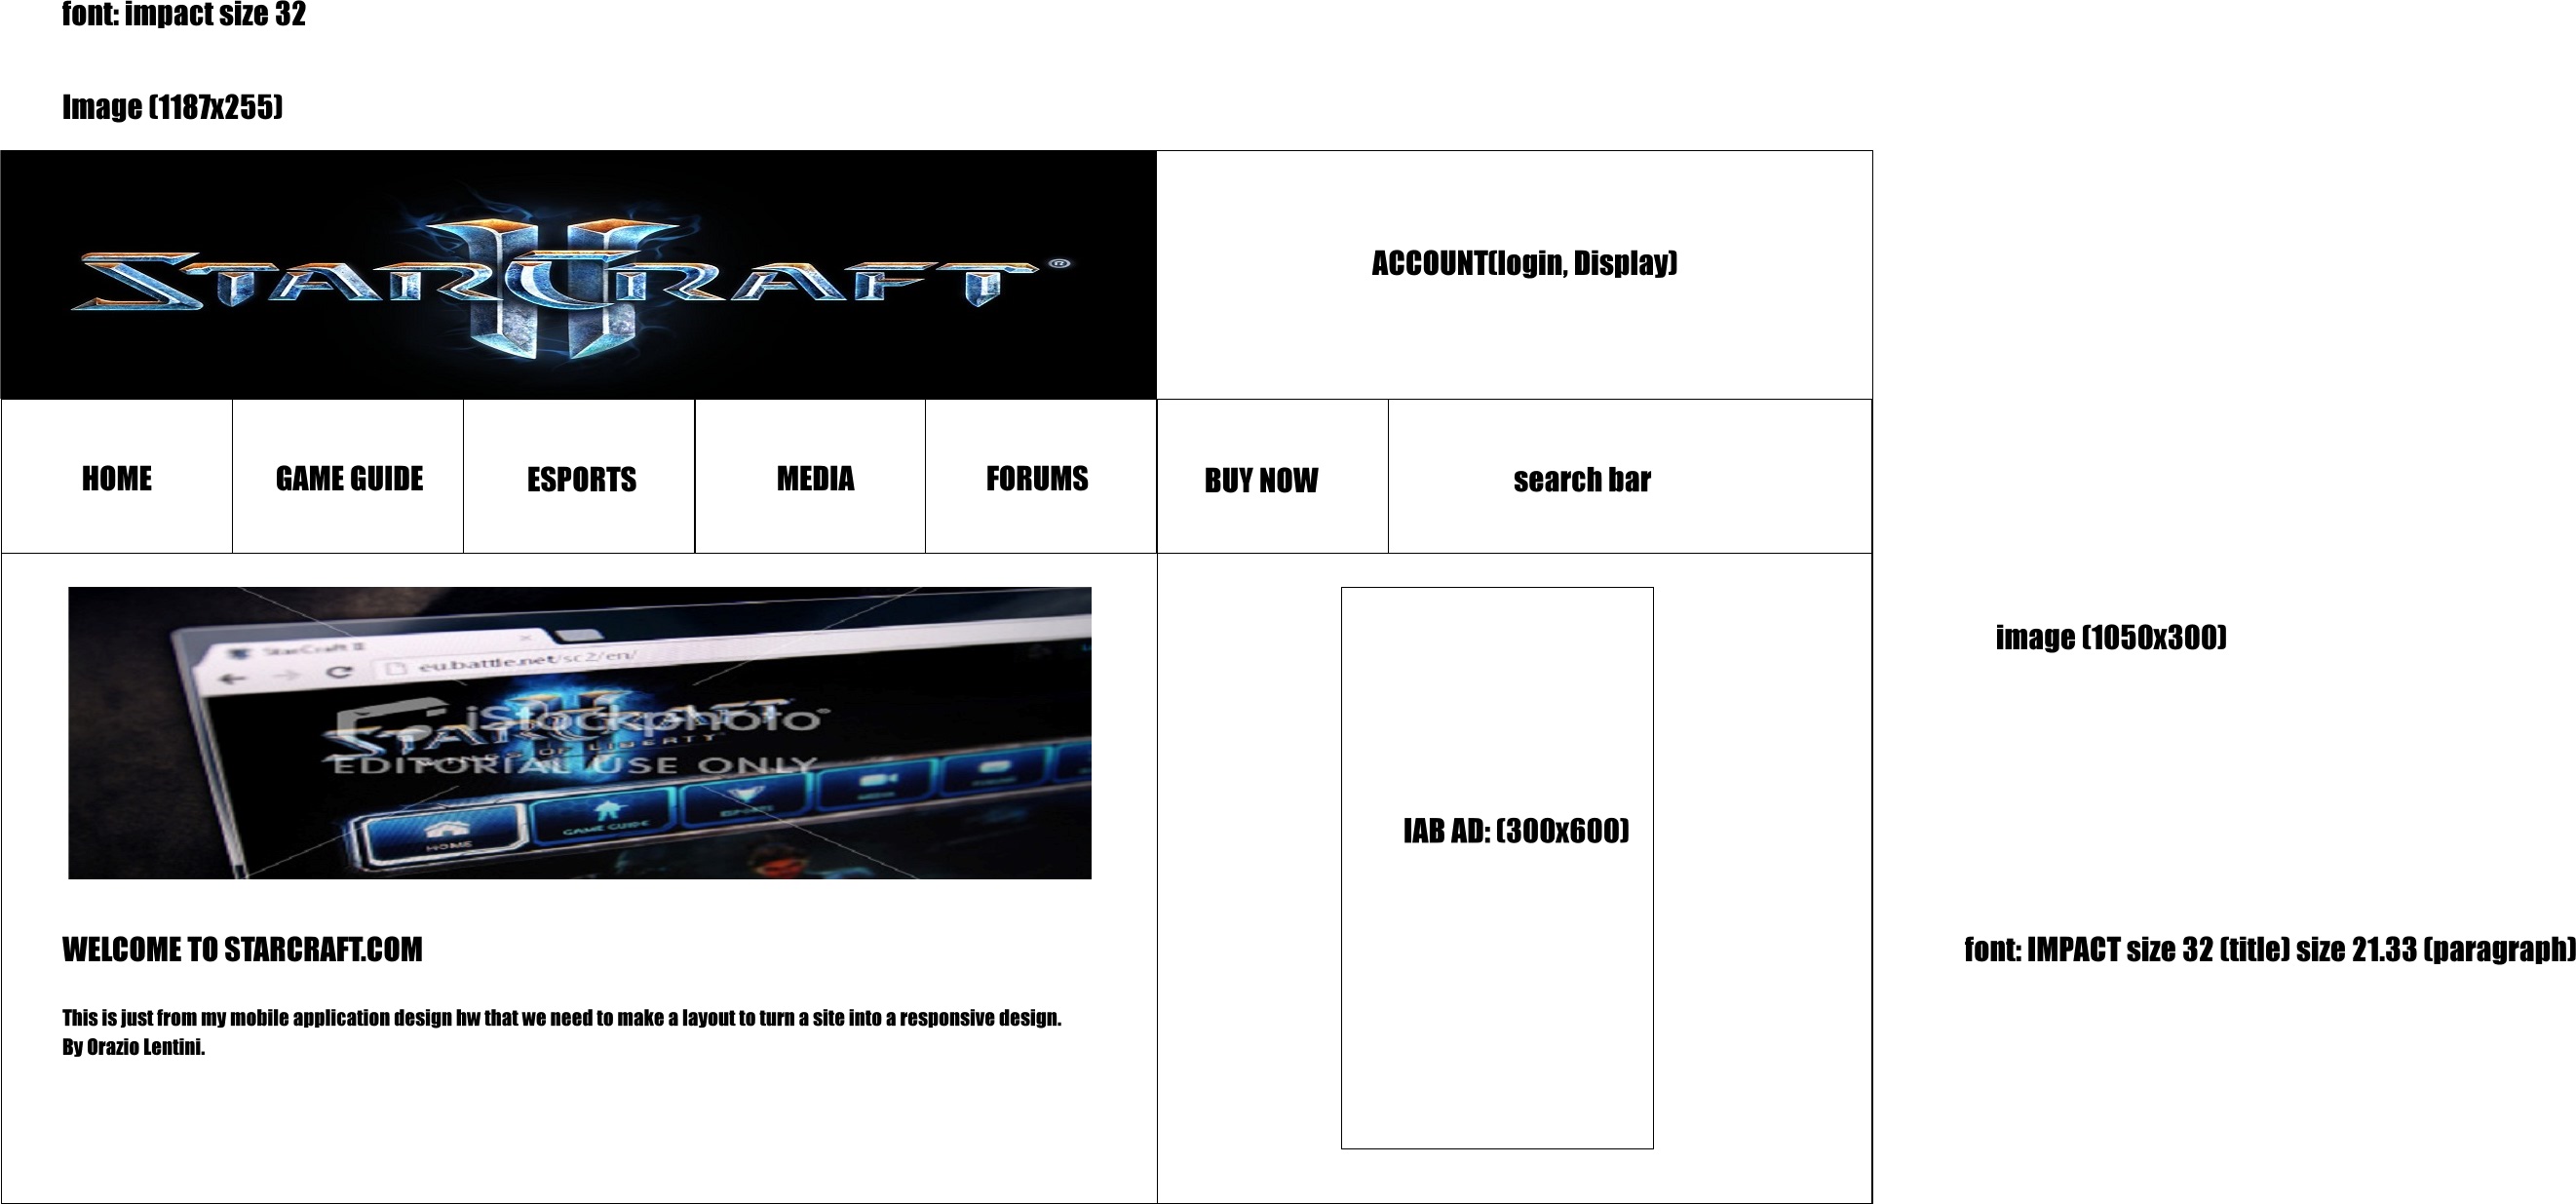 font: impact size 32
Image (1187x255)
STARCRAFT®
II
ACCOUNT(login, Display)
HOME
GAME GUIDE
ESPORTS
MEDIA
FORUMS
BUY NOW
search bar
StarCraft II
eu.battle.net/sc2/en/
iStockphoto®
STARCRAFT
II
WINGS OF LIBERTY
EDITORIAL USE ONLY
HOME
GAME GUIDE
ESPORTS
MEDIA
image (1050x300)
IAB AD: (300x600)
WELCOME TO STARCRAFT.COM
font: IMPACT size 32 (title) size 21.33 (paragraph)
This is just from my mobile application design hw that we need to make a layout to turn a site into a responsive design.
By Orazio Lentini.